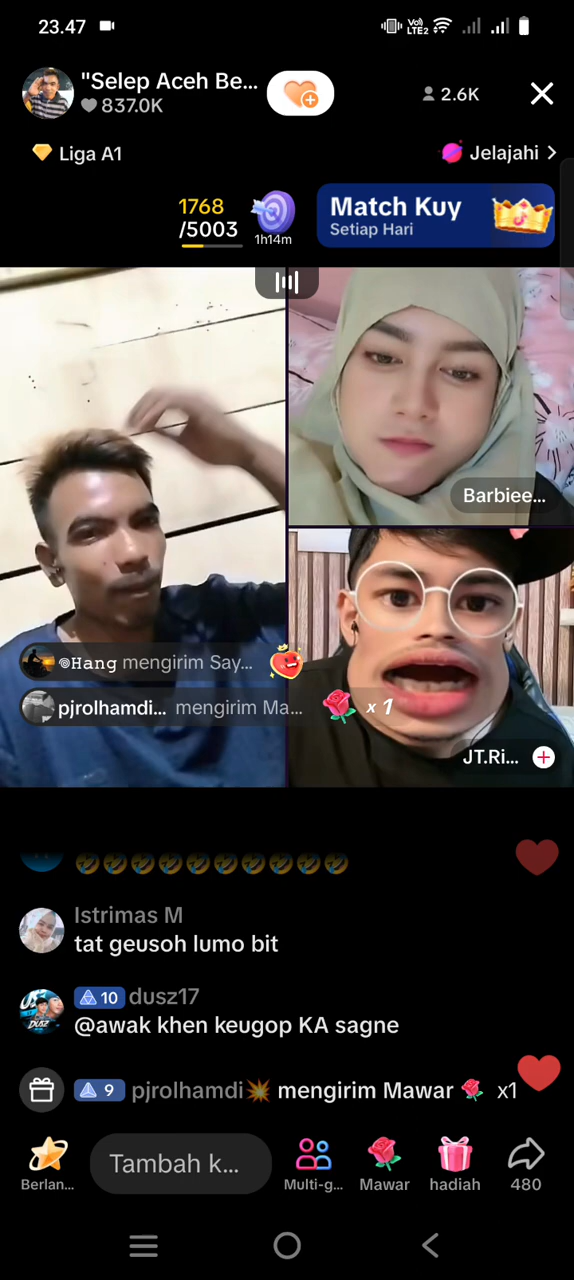 23.47
Vo)
LTE2
"Selep Aceh Be...
837.0K
2.6K
Liga A1
Jelajahi
1768
/5003
1h14m
Match Kuy
Setiap Hari
Barbiee...
@Hang mengirim Say...
pjrolhamdi... mengirim Ma...
x 1
JT.Ri...
Istrimas M
tat geusoh lumo bit
10 dusz17
@awak khen keugop KA sagne
9 pjrolhamdi💥 mengirim Mawar 🌹 x1
Tambah k...
Berlan...
Multi-g...
Mawar
hadiah
480